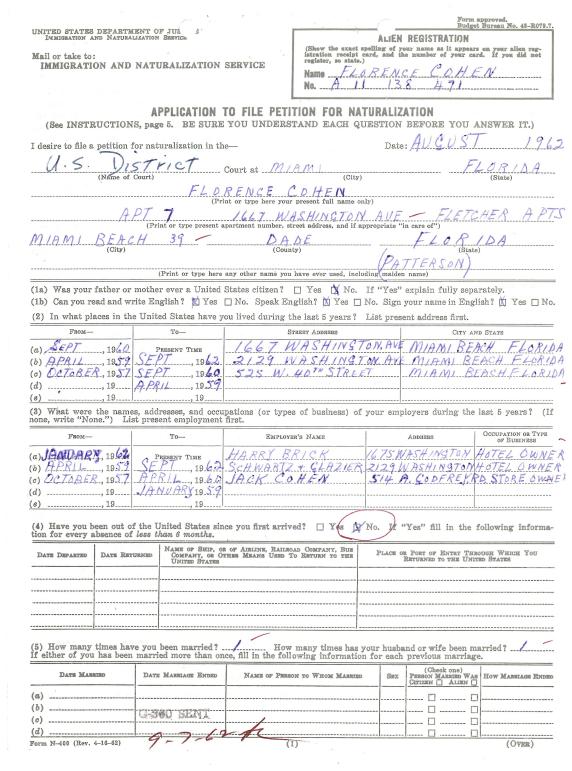 Form approved.
Budget Bureau No. 43-R079.7.
UNITED STATES DEPARTMENT OF
IMMIGRATION AND NATURALIZATION SERVICE
Mail or take to:
IMMIGRATION AND NATURALIZATION SERVICE
ALIEN REGISTRATION
(Show the exact spelling of your name as it appears on your alien registration receipt card, and the number of your card. If you did not register, so state.)
Name FLORENCE COHEN
No. A 11 138 491
APPLICATION TO FILE PETITION FOR NATURALIZATION
(See INSTRUCTIONS, page 5. BE SURE YOU UNDERSTAND EACH QUESTION BEFORE YOU ANSWER IT.)
I desire to file a petition for naturalization in the— Date: AUGUST 1962
U.S. District Court at MIAMI FLORIDA
(Name of Court) (City) (State)
FLORENCE COHEN
(Print or type here your present full name only)
APT 7 1667 WASHINGTON AVE — FLETCHER APTS
(Print or type present apartment number, street address, and if appropriate "in care of")
MIAMI BEACH 39 — DADE FLORIDA
(City) (County) (State)
(PATTERSON)
(Print or type here any other name you have ever used, including maiden name)
(1a) Was your father or mother ever a United States citizen? Yes No. If "Yes" explain fully separately.
(1b) Can you read and write English? Yes No. Speak English? Yes No. Sign your name in English? Yes No.
(2) In what places in the United States have you lived during the last 5 years? List present address first.
FROM— TO— STREET ADDRESS CITY AND STATE
(a) SEPT, 1960 PRESENT TIME 1667 WASHINGTON AVE MIAMI BEACH FLORIDA
(b) APRIL, 1959 SEPT, 1962 2129 WASHINGTON AVE MIAMI BEACH FLORIDA
(c) OCTOBER, 1957 SEPT, 1960 525 W. 40TH STREET MIAMI BEACH FLORIDA
(d) , 19 APRIL, 1959
(e) , 19 , 19
(3) What were the names, addresses, and occupations (or types of business) of your employers during the last 5 years? (If
none, write "None.") List present employment first.
FROM— TO— EMPLOYER'S NAME ADDRESS OCCUPATION OR TYPE OF BUSINESS
(a) JANUARY, 1962 PRESENT TIME HARRY BRICK 1675 WASHINGTON HOTEL OWNER
(b) APRIL, 1959 SEPT, 1962 SCHWARTZ + GLAZIER 2129 WASHINGTON HOTEL OWNER
(c) OCTOBER, 1957 APRIL, 1960 JACK COHEN 514 A. GODFREY RD. STORE OWNER
(d) , 19 JANUARY, 1959
(e) , 19 , 19
(4) Have you been out of the United States since you first arrived? Yes No. If "Yes" fill in the following information for every absence of less than 6 months.
DATE DEPARTED DATE RETURNED NAME OF SHIP, OR OF AIRLINE, RAILROAD COMPANY, BUS COMPANY, OR OTHER MEANS USED TO RETURN TO THE UNITED STATES PLACE OR PORT OF ENTRY THROUGH WHICH YOU RETURNED TO THE UNITED STATES
(5) How many times have you been married? 1 How many times has your husband or wife been married? 1
If either of you has been married more than once, fill in the following information for each previous marriage.
DATE MARRIED DATE MARRIAGE ENDED NAME OF PERSON TO WHOM MARRIED SEX (Check one) PERSON MARRIED WAS CITIZEN ALIEN HOW MARRIAGE ENDED
(a)
(b)
(c) G-360 SENT
(d)
9-7-62
Form N-400 (Rev. 4-16-62) (1) (OVER)